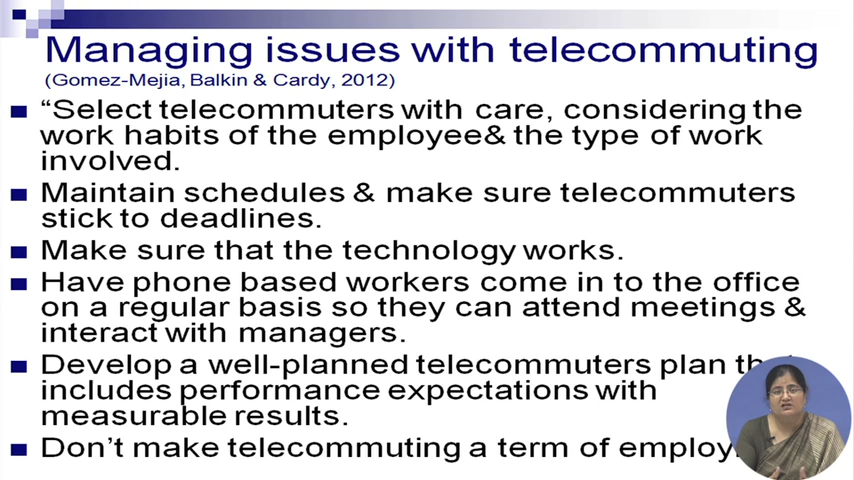 Managing issues with telecommuting
(Gomez-Mejia, Balkin & Cardy, 2012)
“Select telecommuters with care, considering the
work habits of the employee& the type of work
involved.
Maintain schedules & make sure telecommuters
stick to deadlines.
Make sure that the technology works.
Have phone based workers come in to the office
on a regular basis so they can attend meetings &
interact with managers.
Develop a well-planned telecommuters plan that
includes performance expectations with
measurable results.
Don’t make telecommuting a term of